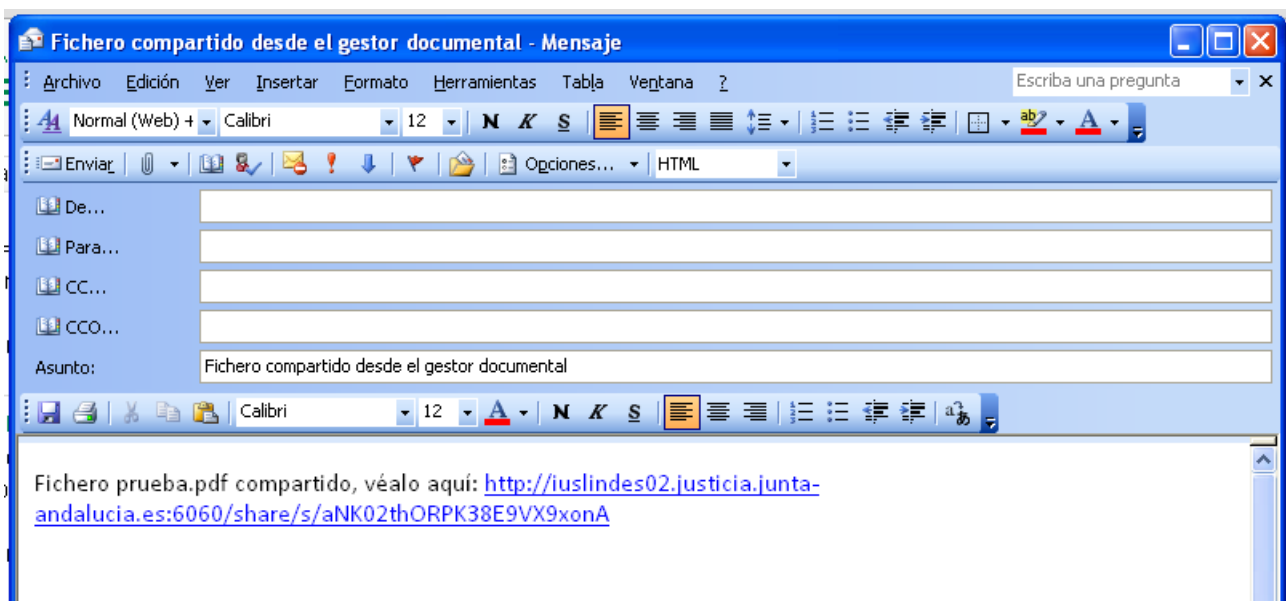 Fichero compartido desde el gestor documental - Mensaje
Archivo Edición Ver Insertar Formato Herramientas Tabla Ventana ? Escriba una pregunta
Normal (Web) + Calibri 12 N K S
Enviar Opciones... HTML
De...
Para...
CC...
CCO...
Asunto: Fichero compartido desde el gestor documental
Calibri 12 A N K S
Fichero prueba.pdf compartido, véalo aquí: http://iuslindes02.justicia.junta-
andalucia.es:6060/share/s/aNK02thORPK38E9VX9xonA